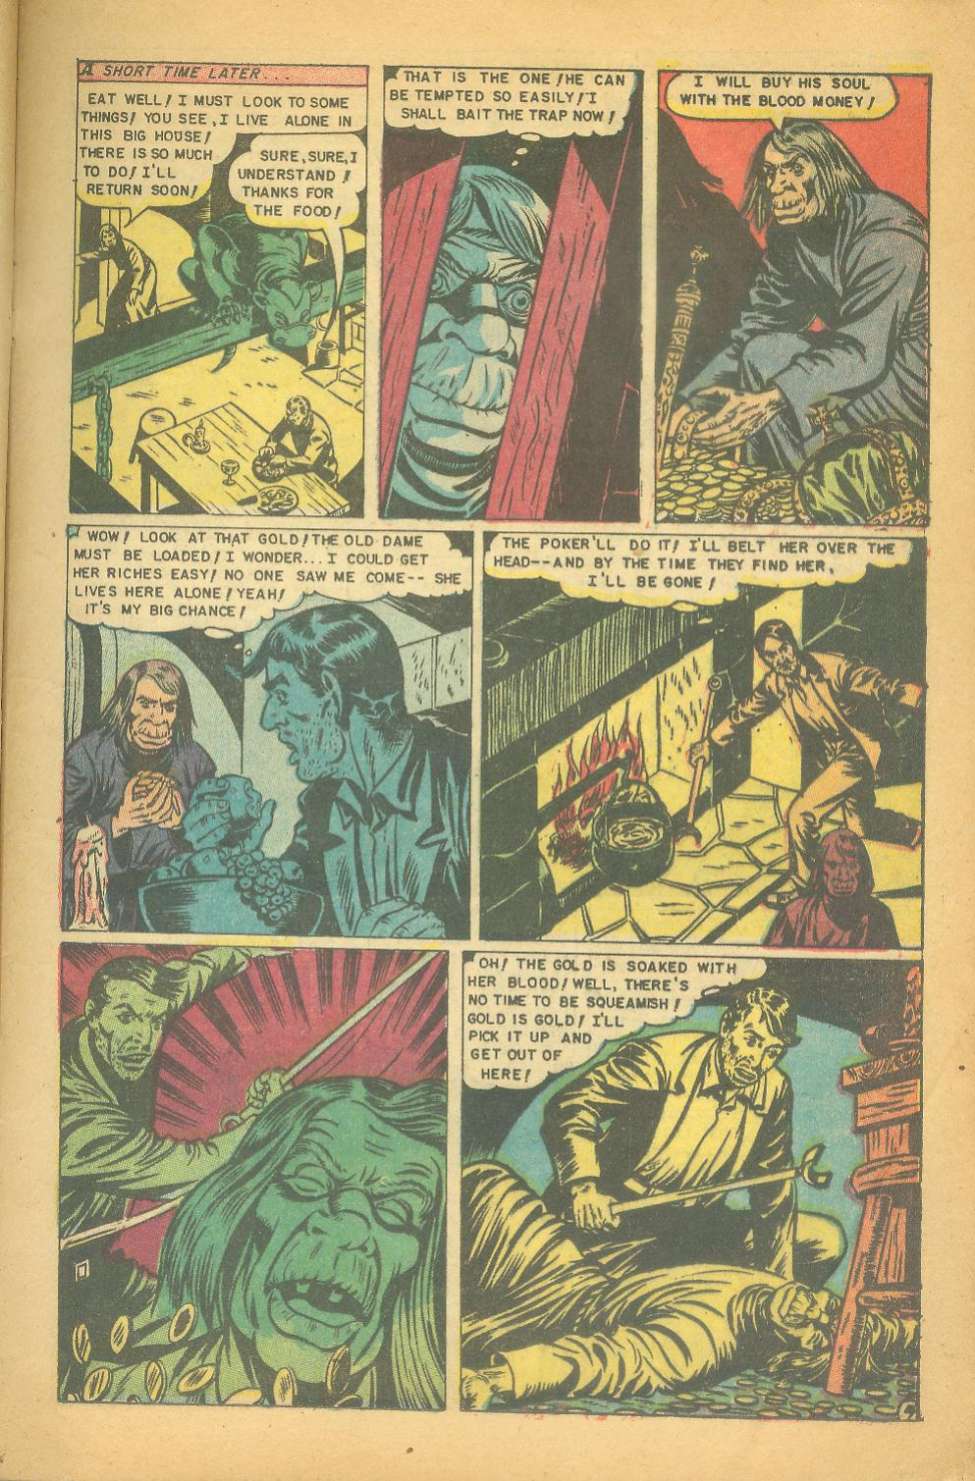 A SHORT TIME LATER...
EAT WELL! I MUST LOOK TO SOME
THINGS! YOU SEE, I LIVE ALONE IN
THIS BIG HOUSE!
THERE IS SO MUCH
TO DO! I'LL
RETURN SOON!
SURE, SURE, I
UNDERSTAND!
THANKS FOR
THE FOOD!
THAT IS THE ONE! HE CAN
BE TEMPTED SO EASILY! I
SHALL BAIT THE TRAP NOW!
I WILL BUY HIS SOUL
WITH THE BLOOD MONEY!
WOW! LOOK AT THAT GOLD! THE OLD DAME
MUST BE LOADED! I WONDER... I COULD GET
HER RICHES EASY! NO ONE SAW ME COME-- SHE
LIVES HERE ALONE! YEAH!
IT'S MY BIG CHANCE!
THE POKER'LL DO IT! I'LL BELT HER OVER THE
HEAD--AND BY THE TIME THEY FIND HER,
I'LL BE GONE!
OH! THE GOLD IS SOAKED WITH
HER BLOOD! WELL, THERE'S
NO TIME TO BE SQUEAMISH!
GOLD IS GOLD! I'LL
PICK IT UP AND
GET OUT OF
HERE!